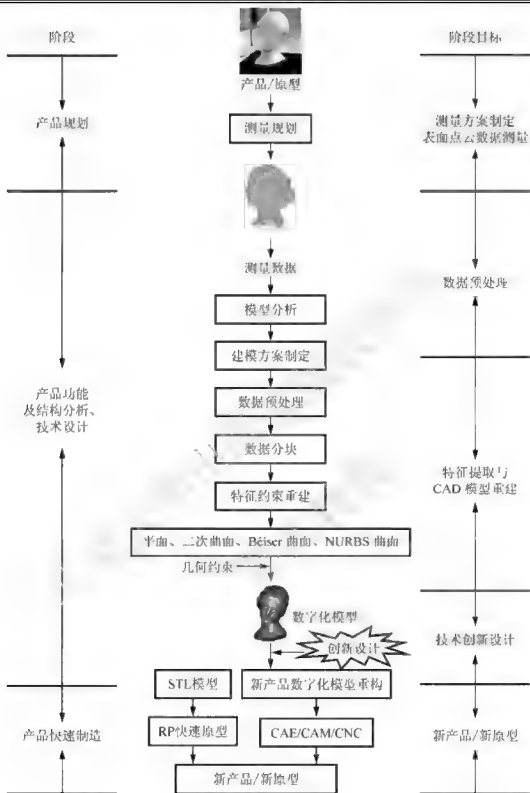 阶段
产品/原型
阶段目标
产品规划
测量规划
测量方案制定
表面点云数据测量
测量数据
数据预处理
模型分析
建模方案制定
产品功能
及结构分析、
技术设计
数据预处理
数据分块
特征约束重建
特征提取与
CAD 模型重建
平面、二次曲面、Béiser 曲面、NURBS 曲面
几何约束
数字化模型
创新设计
技术创新设计
STL模型
新产品数字化模型重构
产品快速制造
RP快速原型
CAE/CAM/CNC
新产品/新原型
新产品/新原型